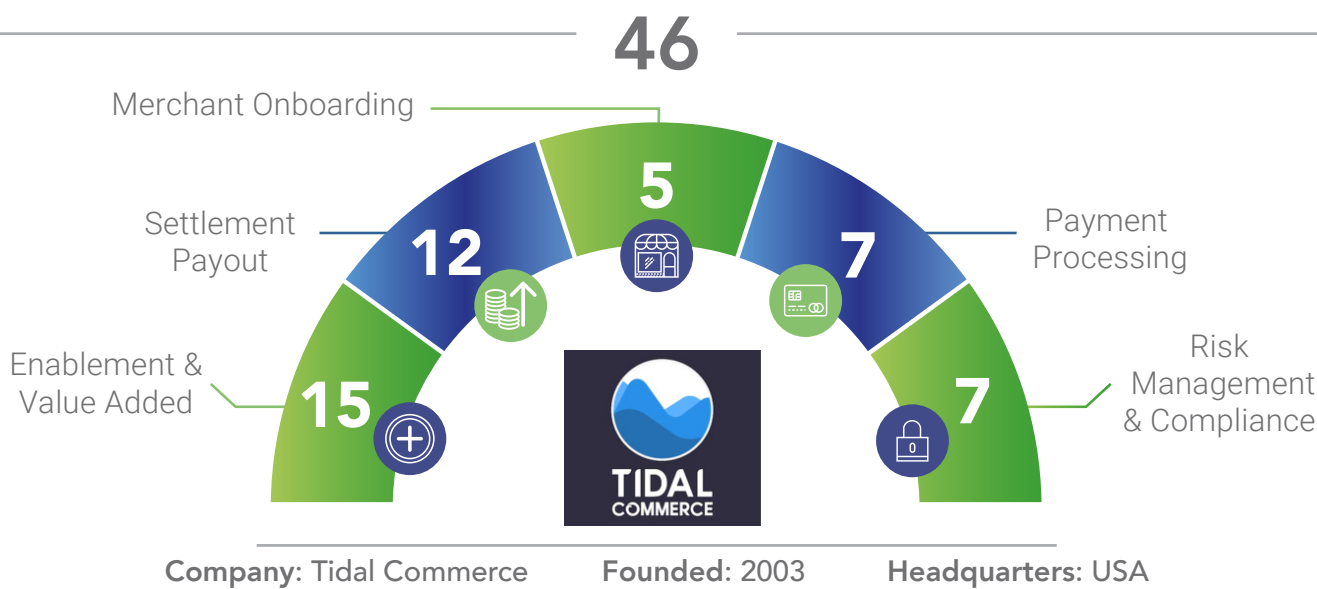 46
Merchant Onboarding
5
Settlement
Payout
12
7
Payment
Processing
Enablement &
Value Added
15
7
Risk
Management
& Compliance
TIDAL
COMMERCE
Company: Tidal Commerce Founded: 2003 Headquarters: USA